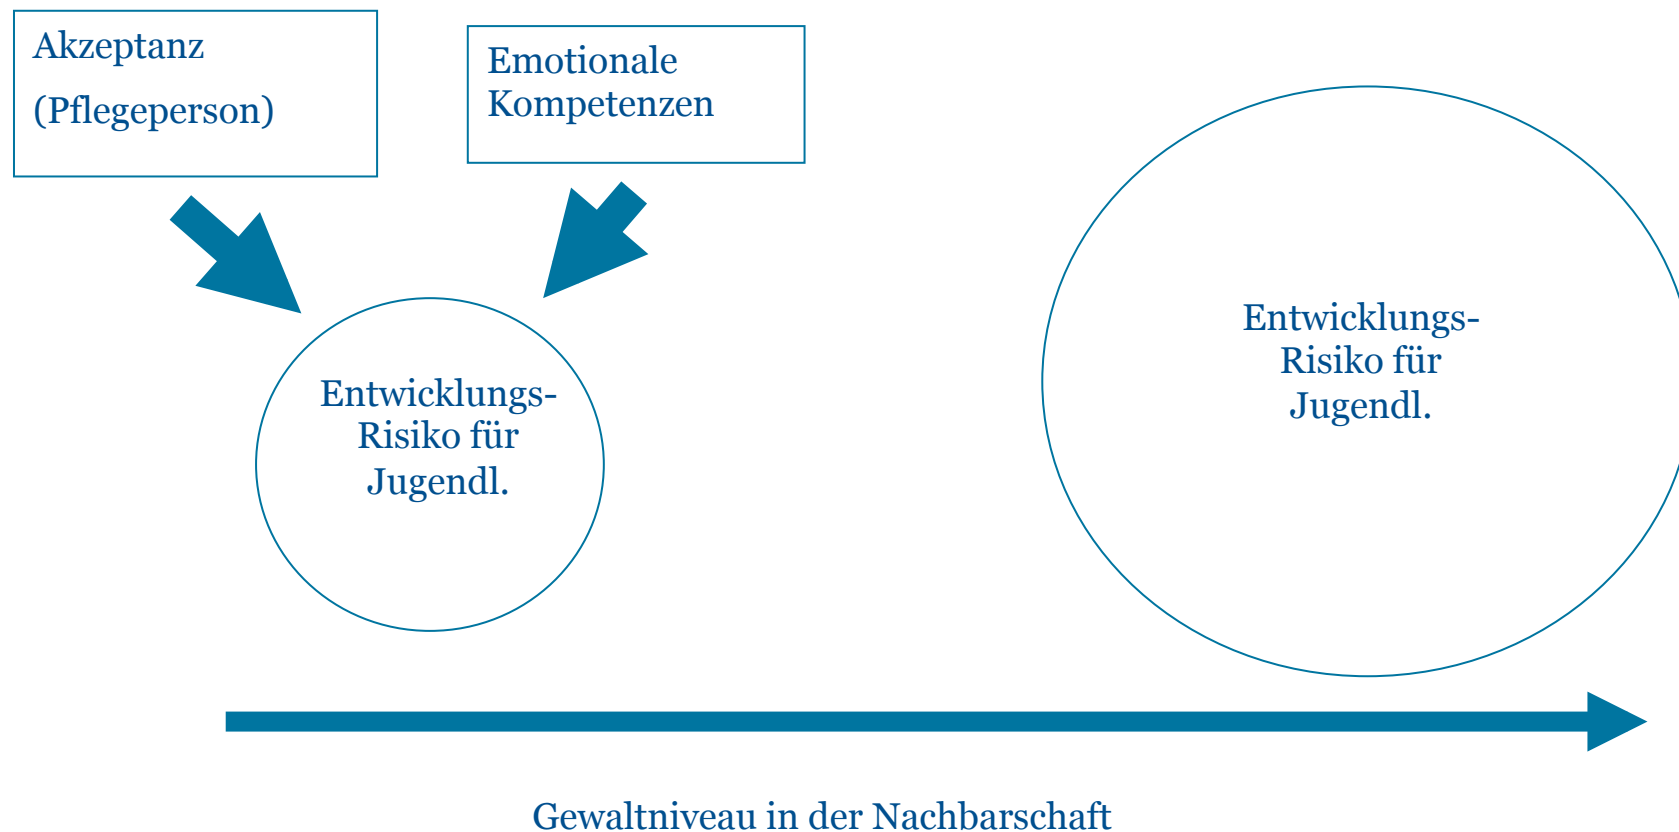 Akzeptanz
(Pflegeperson)
Emotionale
Kompetenzen
Entwicklungs-
Risiko für
Jugendl.
Entwicklungs-
Risiko für
Jugendl.
Gewaltniveau in der Nachbarschaft